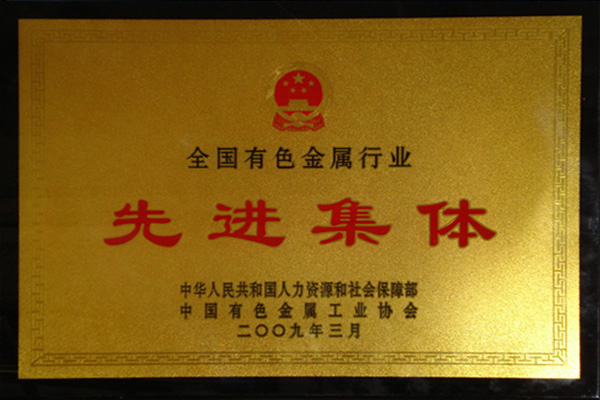 全国有色金属行业
先进集体
中华人民共和国人力资源和社会保障部
中国有色金属工业协会
二〇〇九年三月